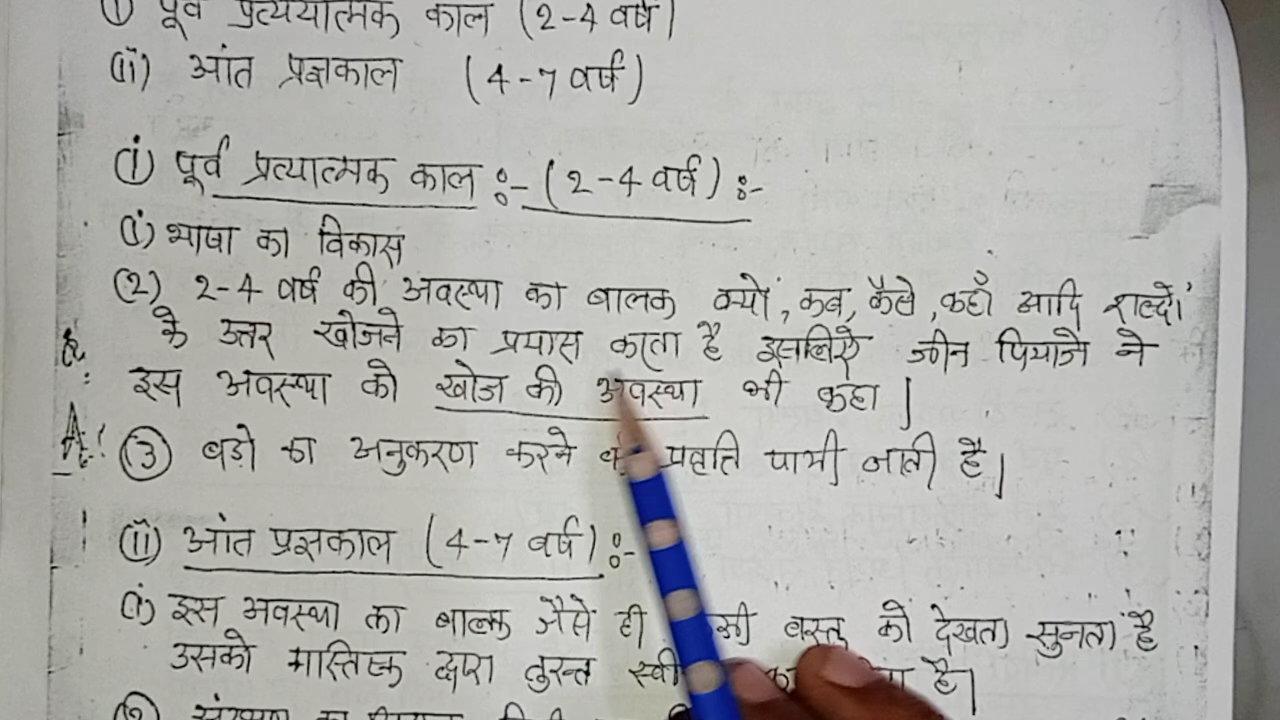 (i) पूर्व प्रत्ययात्मक काल (2-4 वर्ष)
(ii) आंत प्रज्ञकाल (4-7 वर्ष)
(i) पूर्व प्रत्यात्मक काल :- (2-4 वर्ष) :-
(i) भाषा का विकास
(2) 2-4 वर्ष की अवस्था का बालक क्यों, कब, कैसे, कहाँ आदि शब्दों
के उत्तर खोजने का प्रयास करता है इसलिऐ जीन पियाजे ने
इस अवस्था को खोज की अवस्था भी कहा |
(3) बड़ो का अनुकरण करने की प्रवृति पायी जाती है|
(ii) आंत प्रज्ञकाल (4-7 वर्ष) :-
(i) इस अवस्था का बालक जैसे ही वस्तु को देखता सुनता है
उसको मास्तिष्क द्वारा तुरन्त है|
(2)